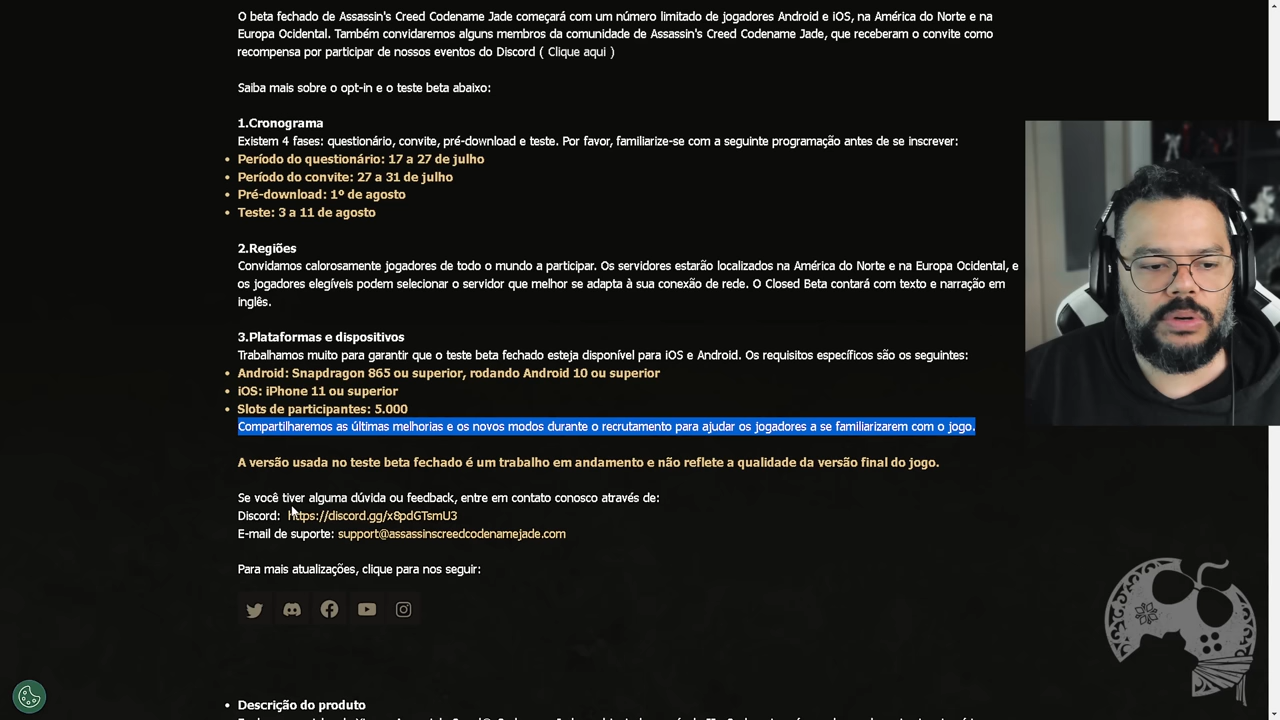 O beta fechado de Assassin's Creed Codename Jade começará com um número limitado de jogadores Android e iOS, na América do Norte e na
Europa Ocidental. Também convidaremos alguns membros da comunidade de Assassin's Creed Codename Jade, que receberam o convite como
recompensa por participar de nossos eventos do Discord ( Clique aqui )
Saiba mais sobre o opt-in e o teste beta abaixo:
1.Cronograma
Existem 4 fases: questionário, convite, pré-download e teste. Por favor, familiarize-se com a seguinte programação antes de se inscrever:
• Período do questionário: 17 a 27 de julho
• Período do convite: 27 a 31 de julho
• Pré-download: 1º de agosto
• Teste: 3 a 11 de agosto
2.Regiões
Convidamos calorosamente jogadores de todo o mundo a participar. Os servidores estarão localizados na América do Norte e na Europa Ocidental, e
os jogadores elegíveis podem selecionar o servidor que melhor se adapta à sua conexão de rede. O Closed Beta contará com texto e narração em
inglês.
3.Plataformas e dispositivos
Trabalhamos muito para garantir que o teste beta fechado esteja disponível para iOS e Android. Os requisitos específicos são os seguintes:
• Android: Snapdragon 865 ou superior, rodando Android 10 ou superior
• iOS: iPhone 11 ou superior
• Slots de participantes: 5.000
Compartilharemos as últimas melhorias e os novos modos durante o recrutamento para ajudar os jogadores a se familiarizarem com o jogo.
A versão usada no teste beta fechado é um trabalho em andamento e não reflete a qualidade da versão final do jogo.
Se você tiver alguma dúvida ou feedback, entre em contato conosco através de:
Discord: https://discord.gg/x8pdGTsmU3
E-mail de suporte: support@assassinscreedcodenamejade.com
Para mais atualizações, clique para nos seguir:
• Descrição do produto